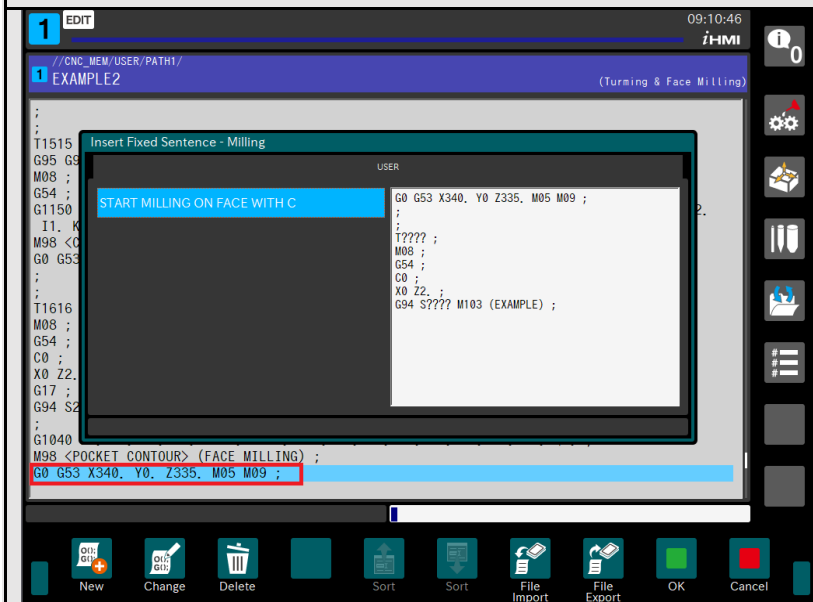 1 EDIT 09:10:46
iHMI
0
//CNC_MEM/USER/PATH1/
1 EXAMPLE2 (Turming & Face Milling)
;
;
T1515
G95 G9
M08 ;
G54 ;
G1150
2.
I1. K
M98 <C
G0 G53
;
;
T1616
M08 ;
G54 ;
C0 ;
X0 Z2.
G17 ;
G94 S2
;
G1040
M98 <POCKET CONTOUR> (FACE MILLING) ;
G0 G53 X340. Y0. Z335. M05 M09 ;
Insert Fixed Sentence - Milling
USER
START MILLING ON FACE WITH C
G0 G53 X340. Y0 Z335. M05 M09 ;
;
;
T???? ;
M08 ;
G54 ;
C0 ;
X0 Z2. ;
G94 S???? M103 (EXAMPLE) ;
New
Change
Delete
Sort
Sort
File
Import
File
Export
OK
Cancel